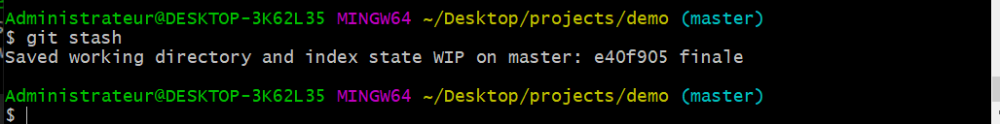 Administrateur@DESKTOP-3K62L35 MINGW64 ~/Desktop/projects/demo (master)
$ git stash
Saved working directory and index state WIP on master: e40f905 finale
Administrateur@DESKTOP-3K62L35 MINGW64 ~/Desktop/projects/demo (master)
$